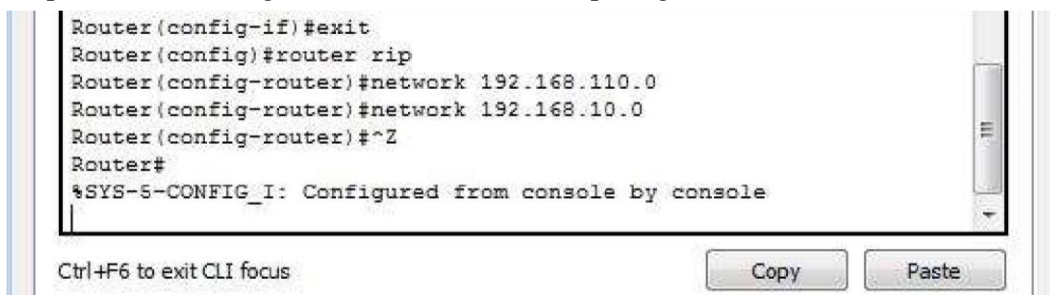 Router(config-if)#exit
Router(config)#router rip
Router(config-router)#network 192.168.110.0
Router(config-router)#network 192.168.10.0
Router(config-router)#^Z
Router#
%SYS-5-CONFIG_I: Configured from console by console
Ctrl+F6 to exit CLI focus
Copy
Paste